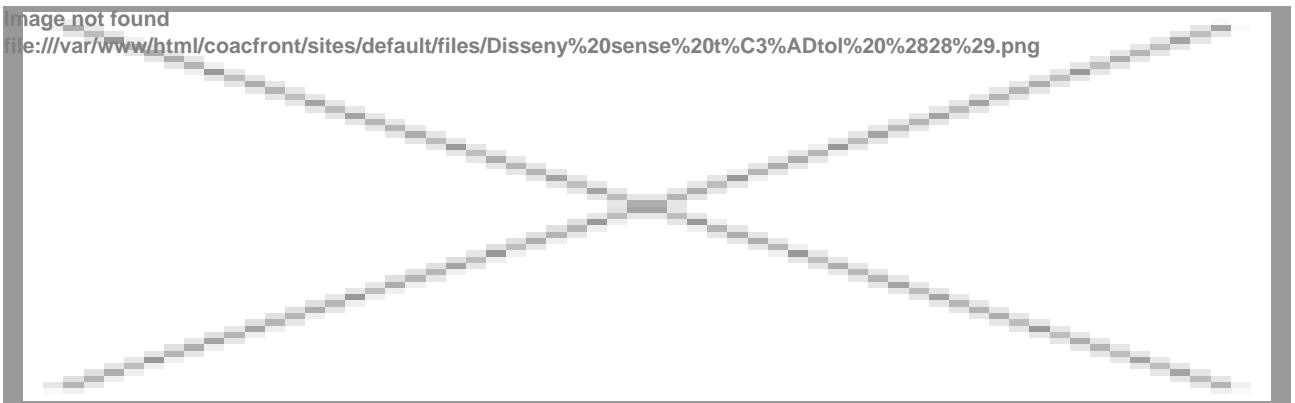 Image not found
file:///var/www/html/coacfront/sites/default/files/Disseny%20sense%20t%C3%ADtol%20%2828%29.png